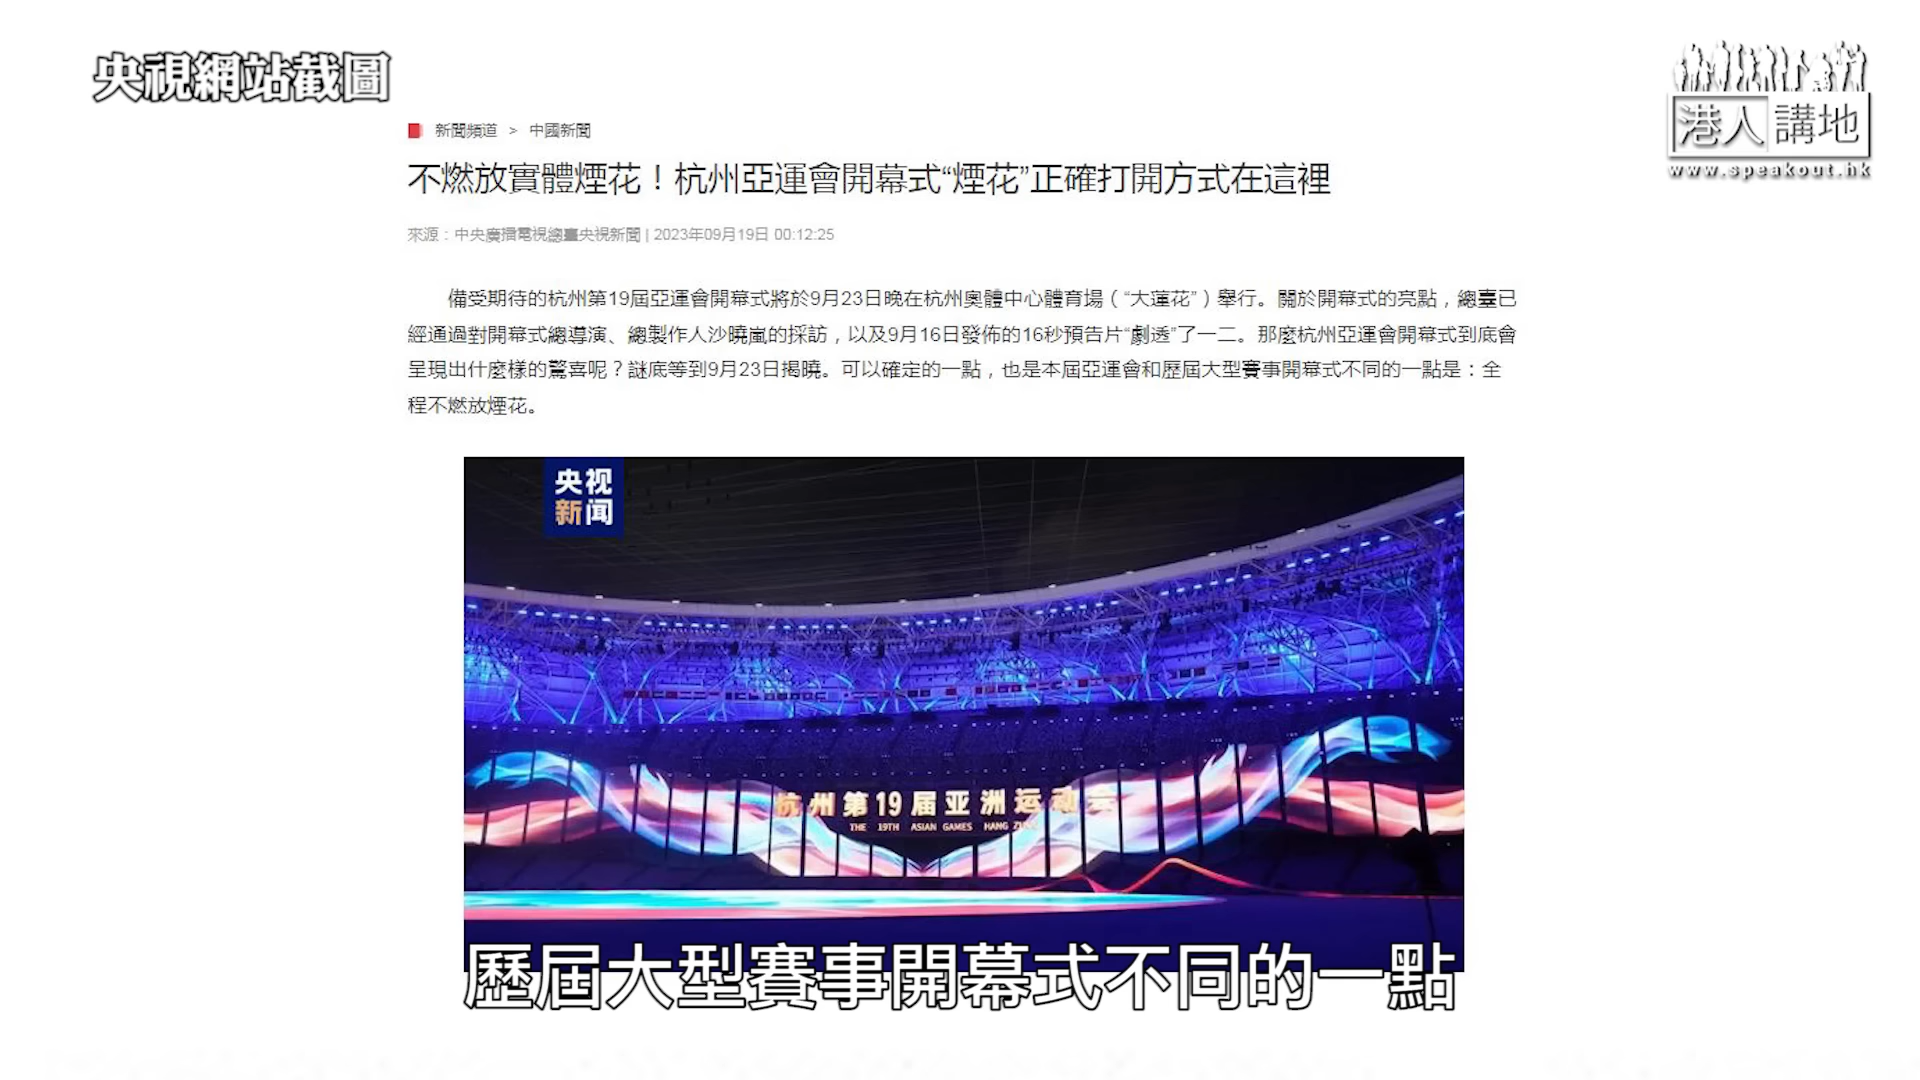 央視網站截圖
港人講地
www.speakout.hk
新聞頻道 > 中國新聞
不燃放實體煙花！杭州亞運會開幕式“煙花”正確打開方式在這裡
來源：中央廣播電視總臺央視新聞 | 2023年09月19日 00:12:25
備受期待的杭州第19屆亞運會開幕式將於9月23日晚在杭州奧體中心體育場（“大蓮花”）舉行。關於開幕式的亮點，總臺已
經通過對開幕式總導演、總製作人沙曉嵐的採訪，以及9月16日發佈的16秒預告片“劇透”了一二。那麼杭州亞運會開幕式到底會
呈現出什麼樣的驚喜呢？謎底等到9月23日揭曉。可以確定的一點，也是本屆亞運會和歷屆大型賽事開幕式不同的一點是：全
程不燃放煙花。
央视
新闻
杭州第19届亚洲运动会
THE 19TH ASIAN GAMES HANG
歷屆大型賽事開幕式不同的一點